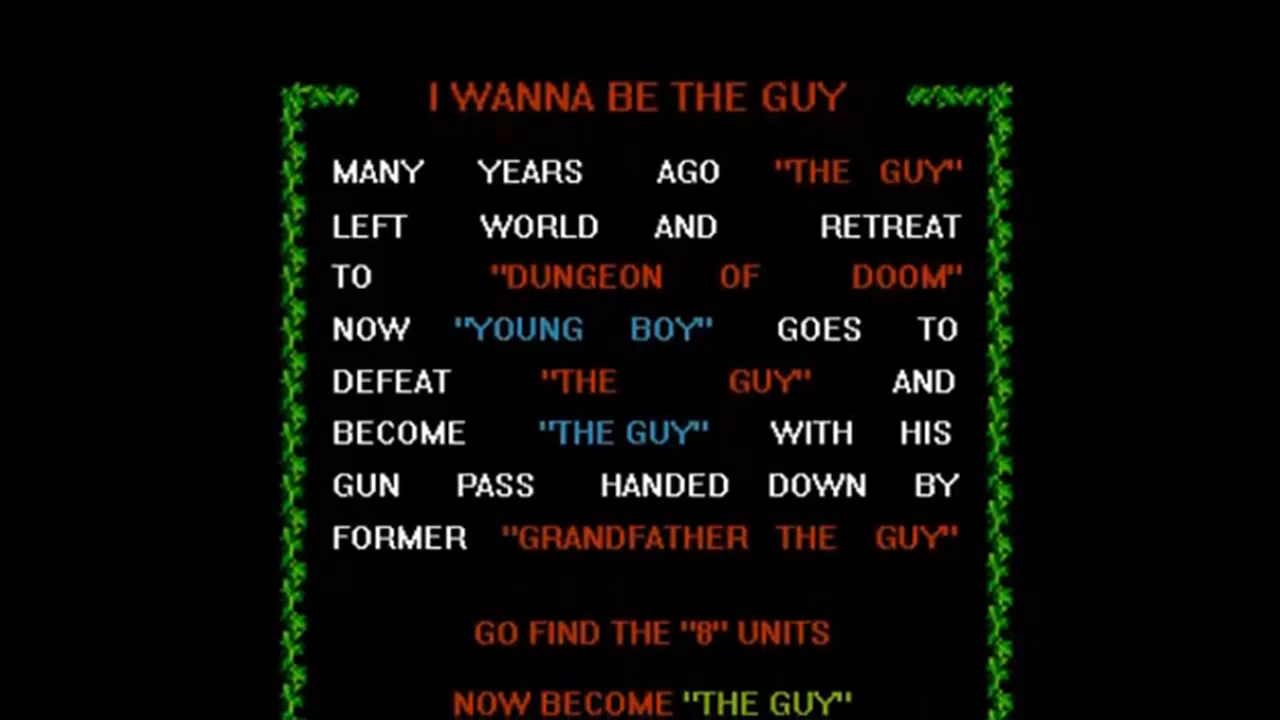 I WANNA BE THE GUY
MANY YEARS AGO "THE GUY"
LEFT WORLD AND RETREAT
TO "DUNGEON OF DOOM"
NOW "YOUNG BOY" GOES TO
DEFEAT "THE GUY" AND
BECOME "THE GUY" WITH HIS
GUN PASS HANDED DOWN BY
FORMER "GRANDFATHER THE GUY"
GO FIND THE "8" UNITS
NOW BECOME "THE GUY"